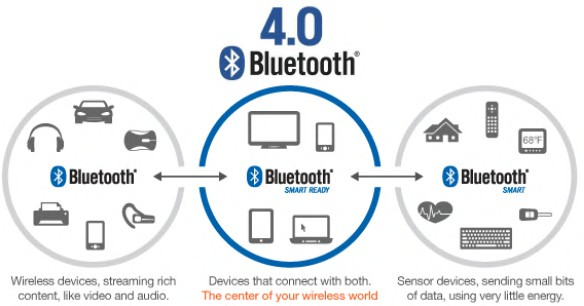 4.0
Bluetooth®
Bluetooth®
Bluetooth®
SMART READY
Bluetooth®
SMART
68°F
Wireless devices, streaming rich
content, like video and audio.
Devices that connect with both.
The center of your wireless world
Sensor devices, sending small bits
of data, using very little energy.